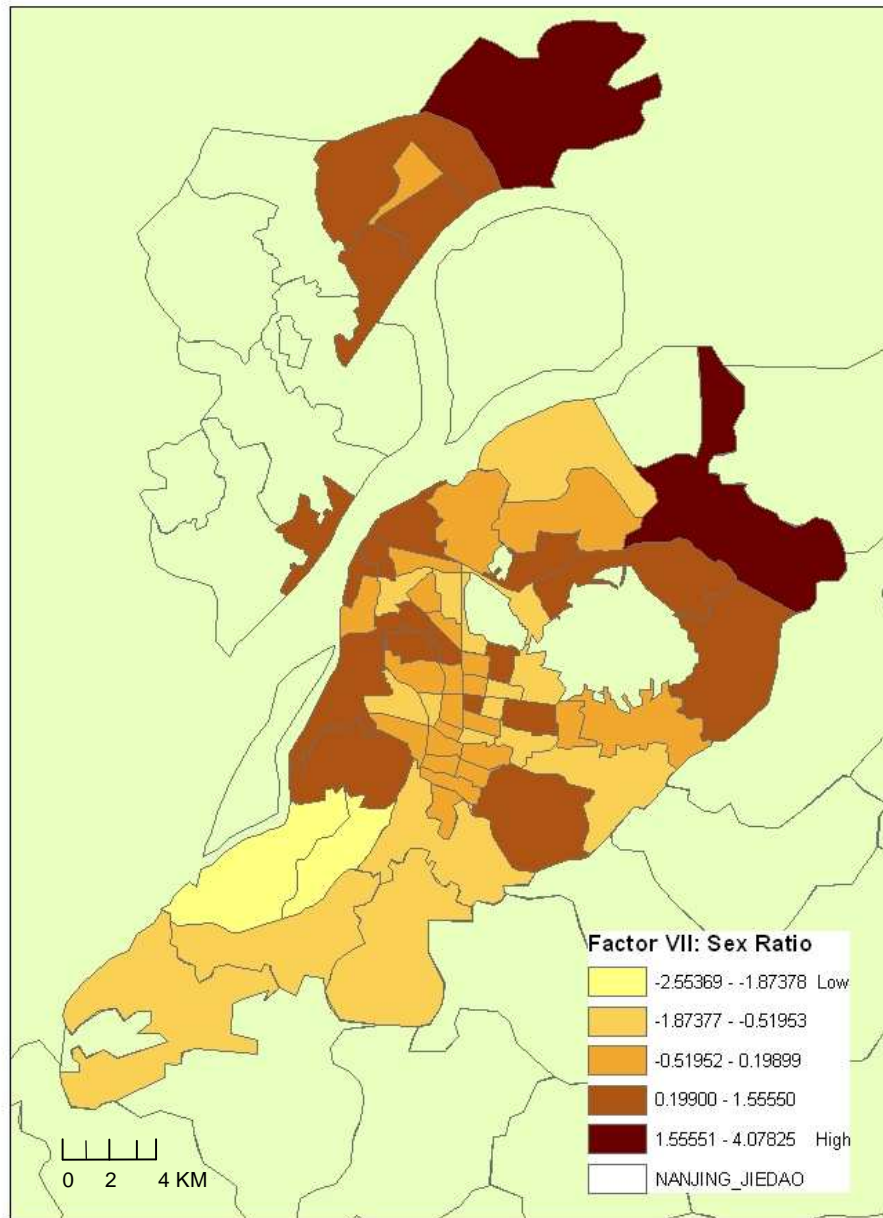 Factor VII: Sex Ratio
-2.55369 - -1.87378 Low
-1.87377 - -0.51953
-0.51952 - 0.19899
0.19900 - 1.55550
1.55551 - 4.07825 High
NANJING_JIEDAO
0 2 4 KM